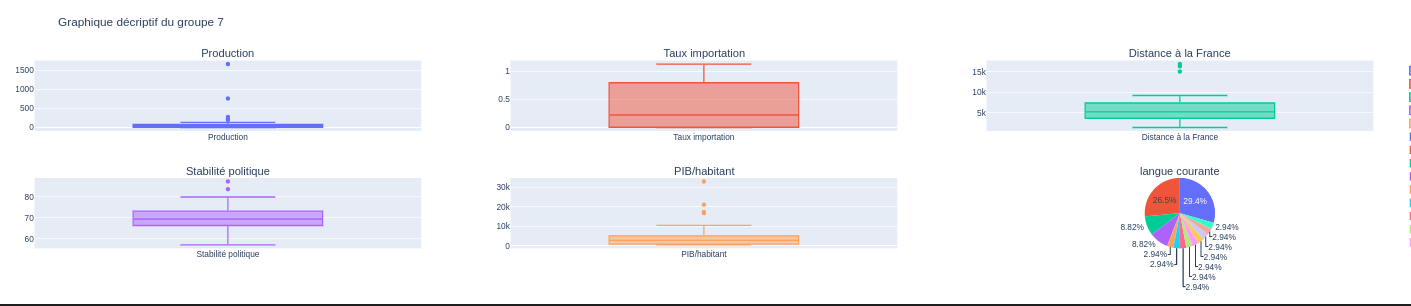 Graphique décriptif du groupe 7
Production
1500
1000
500
0
Production
Taux importation
1
0.5
0
Taux importation
Distance à la France
15k
10k
5k
Distance à la France
Stabilité politique
80
70
60
Stabilité politique
PIB/habitant
30k
20k
10k
0
PIB/habitant
langue courante
26.5%
29.4%
8.82%
8.82%
2.94%
2.94%
2.94%
2.94%
2.94%
2.94%
2.94%
2.94%
2.94%